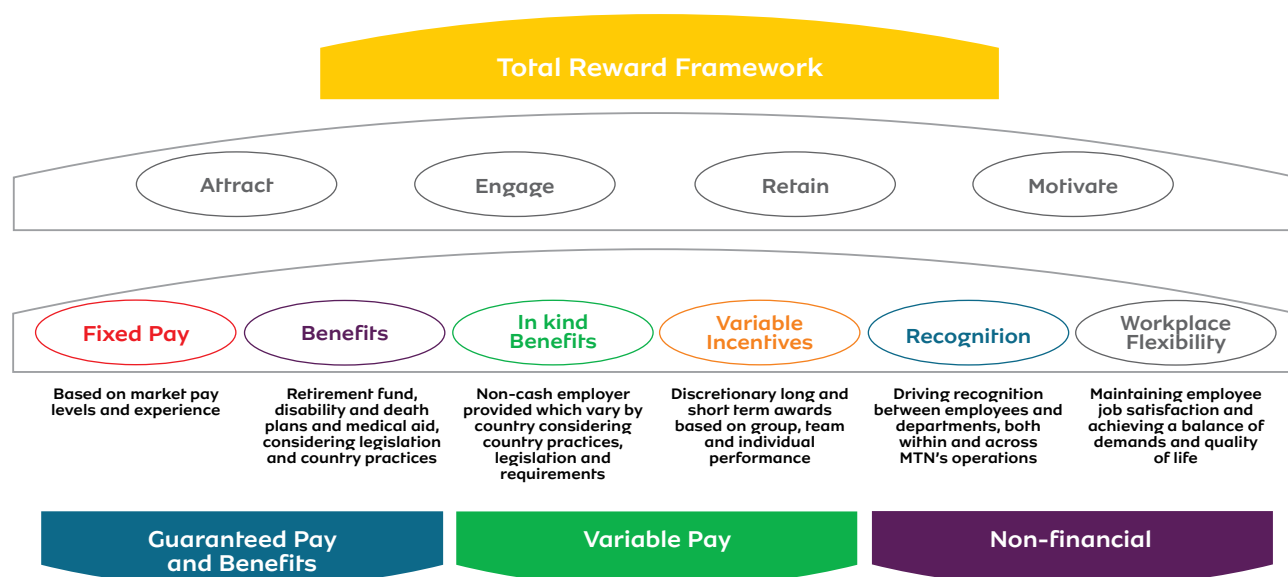 Total Reward Framework
Attract
Engage
Retain
Motivate
Fixed Pay
Benefits
In kind
Benefits
Variable
Incentives
Recognition
Workplace
Flexibility
Based on market pay
levels and experience
Retirement fund,
disability and death
plans and medical aid,
considering legislation
and country practices
Non-cash employer
provided which vary by
country considering
country practices,
legislation and
requirements
Discretionary long and
short term awards
based on group, team
and individual
performance
Driving recognition
between employees and
departments, both
within and across
MTN's operations
Maintaining employee
job satisfaction and
achieving a balance of
demands and quality
of life
Guaranteed Pay
and Benefits
Variable Pay
Non-financial